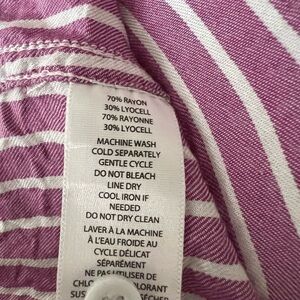 70% RAYON
30% LYOCELL
70% RAYONNE
30% LYOCELL
MACHINE WASH
COLD SEPARATELY
GENTLE CYCLE
DO NOT BLEACH
LINE DRY
COOL IRON IF
NEEDED
DO NOT DRY CLEAN
LAVER À LA MACHINE
À L'EAU FROIDE AU
CYCLE DÉLICAT
SÉPARÉMENT
NE PAS UTILISER DE